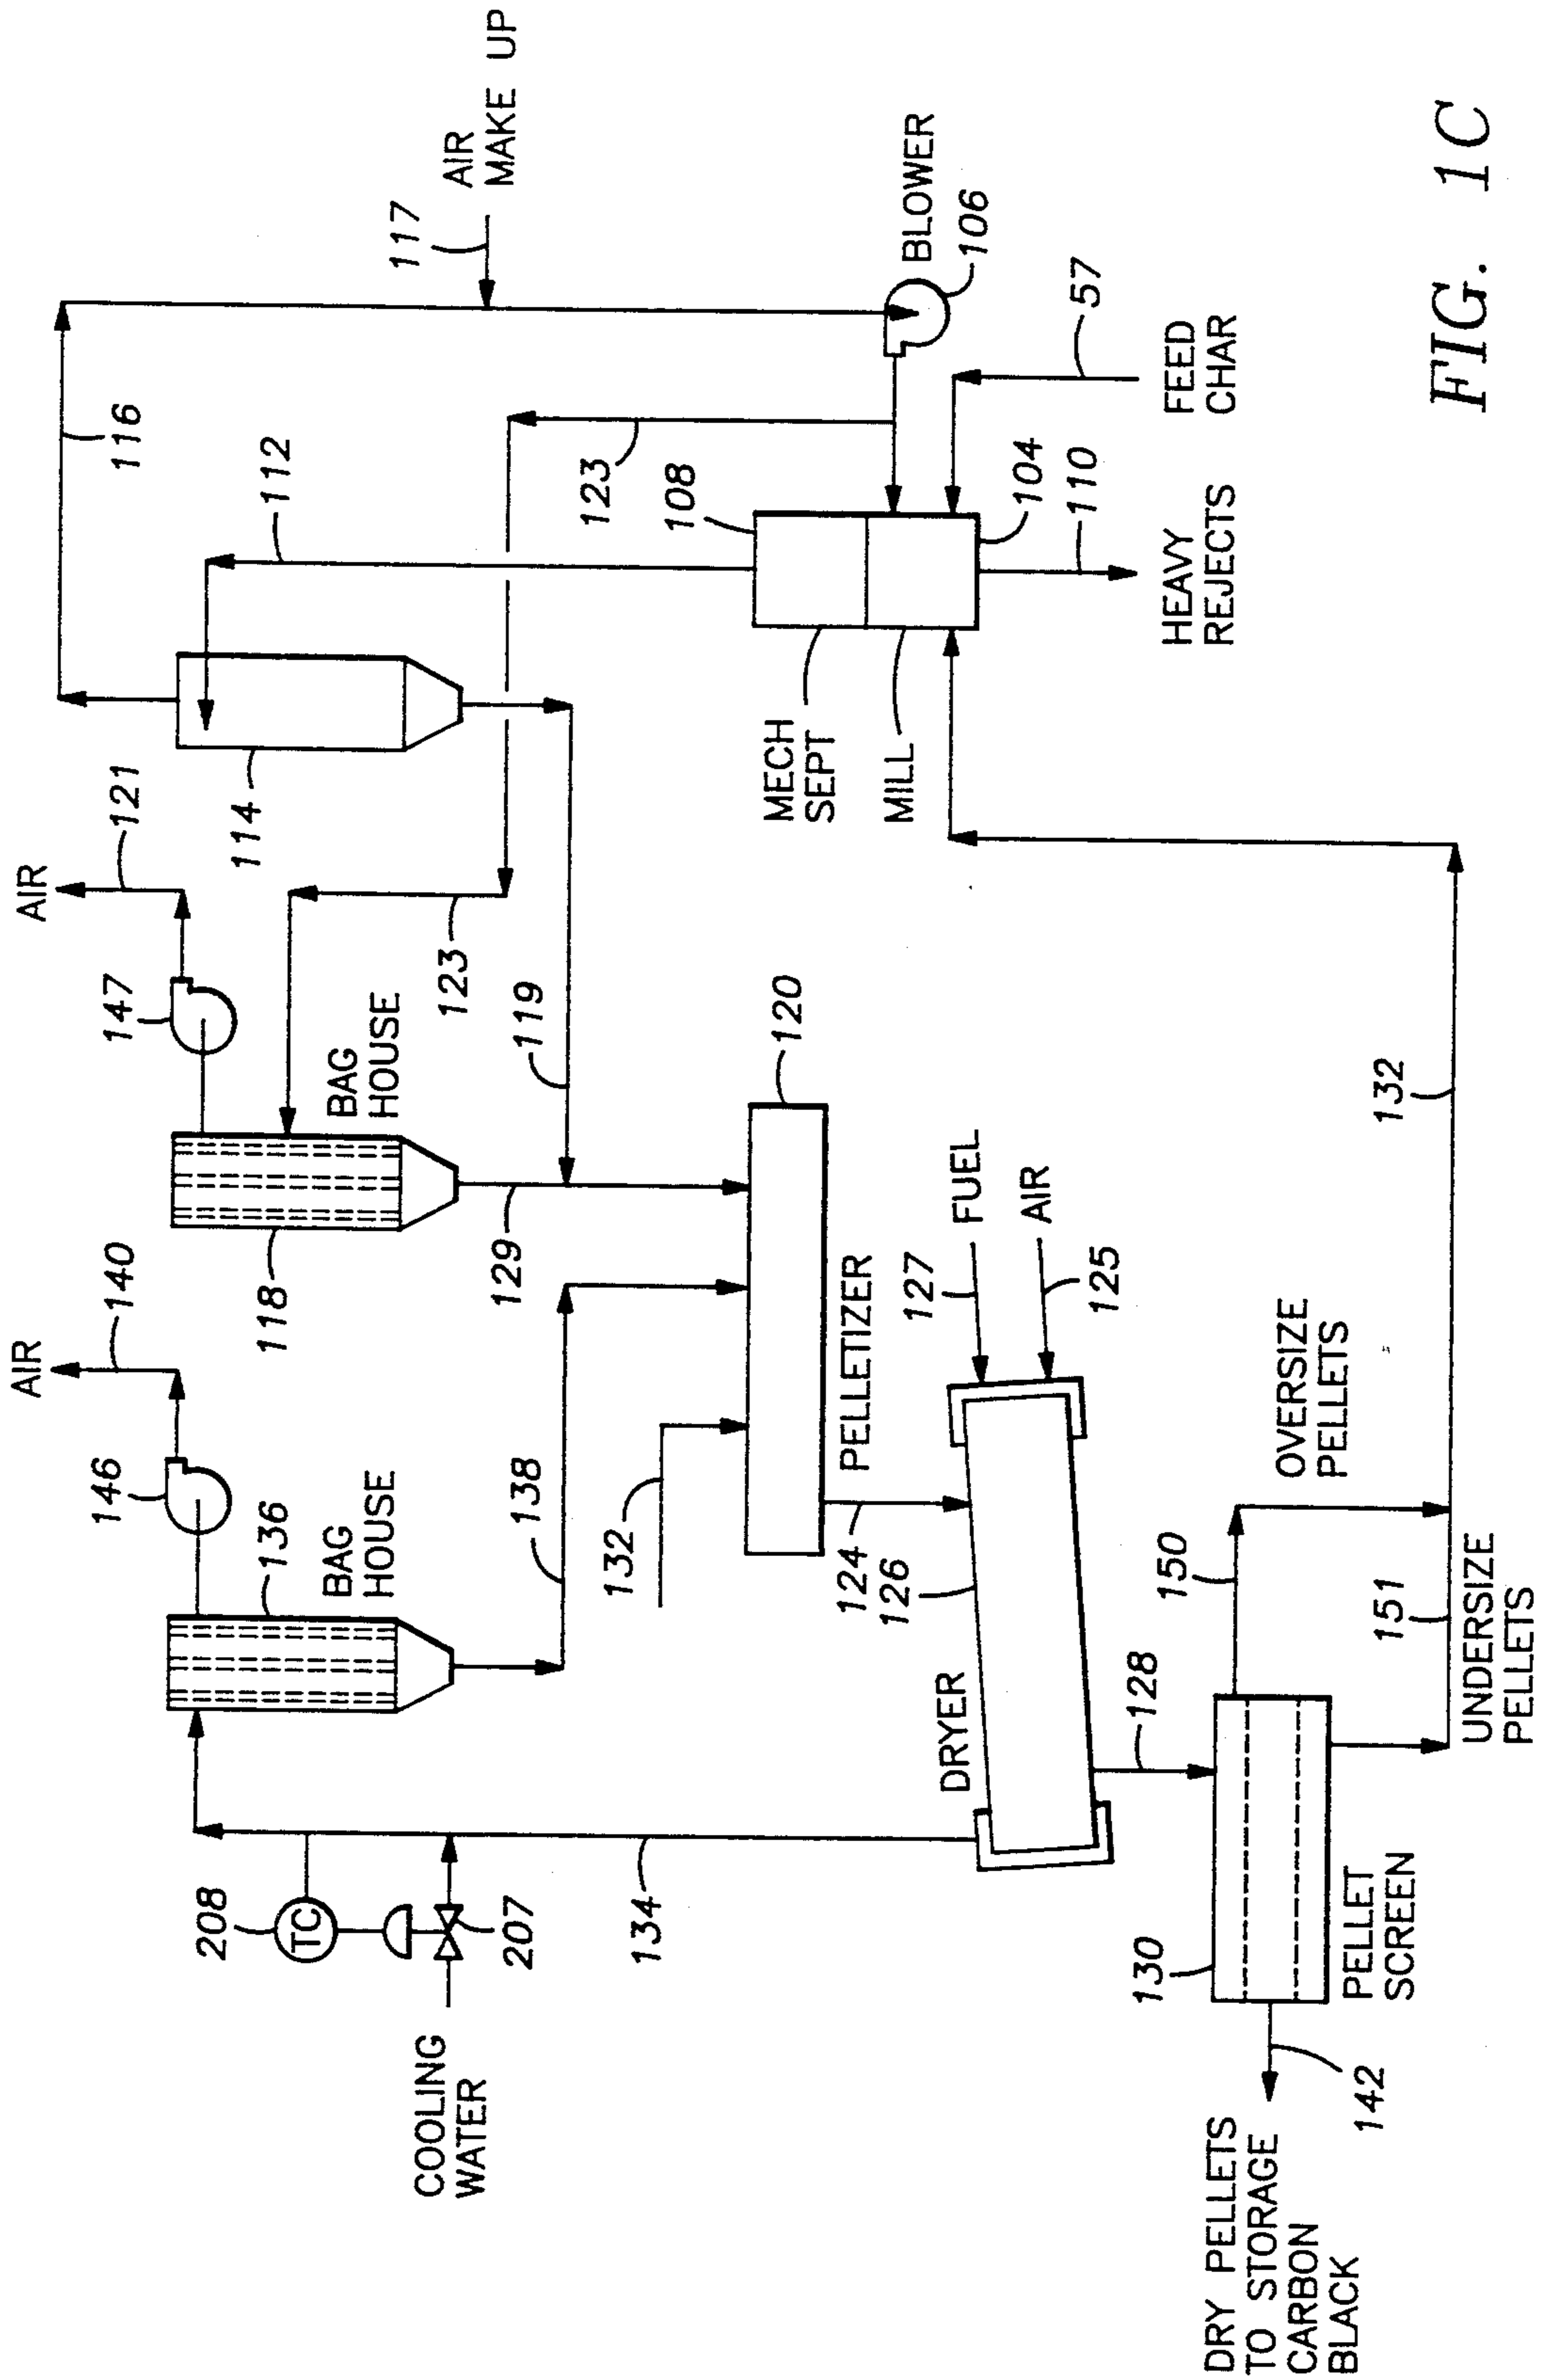 AIR
140
146
136
BAG
HOUSE
AIR
121
147
118
BAG
HOUSE
114
116
112
117
AIR
MAKE UP
123
123
119
129
138
132
120
PELLETIZER
208
TC
207
COOLING
WATER
134
124
126
DRYER
127
FUEL
AIR
125
128
130
PELLET
SCREEN
142
DRY PELLETS
TO STORAGE
CARBON
BLACK
150
OVERSIZE
PELLETS
151
UNDERSIZE
PELLETS
132
MECH
SEPT
MILL
108
104
110
HEAVY
REJECTS
57
FEED
CHAR
BLOWER
106
FIG. 1C